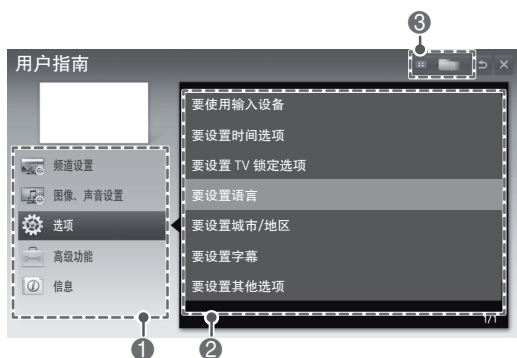 ❸
用户指南
要使用输入设备
要设置时间选项
要设置 TV 锁定选项
要设置语言
要设置城市/地区
要设置字幕
要设置其他选项
频道设置
图像、声音设置
选项
高级功能
信息
1/1
❶
❷